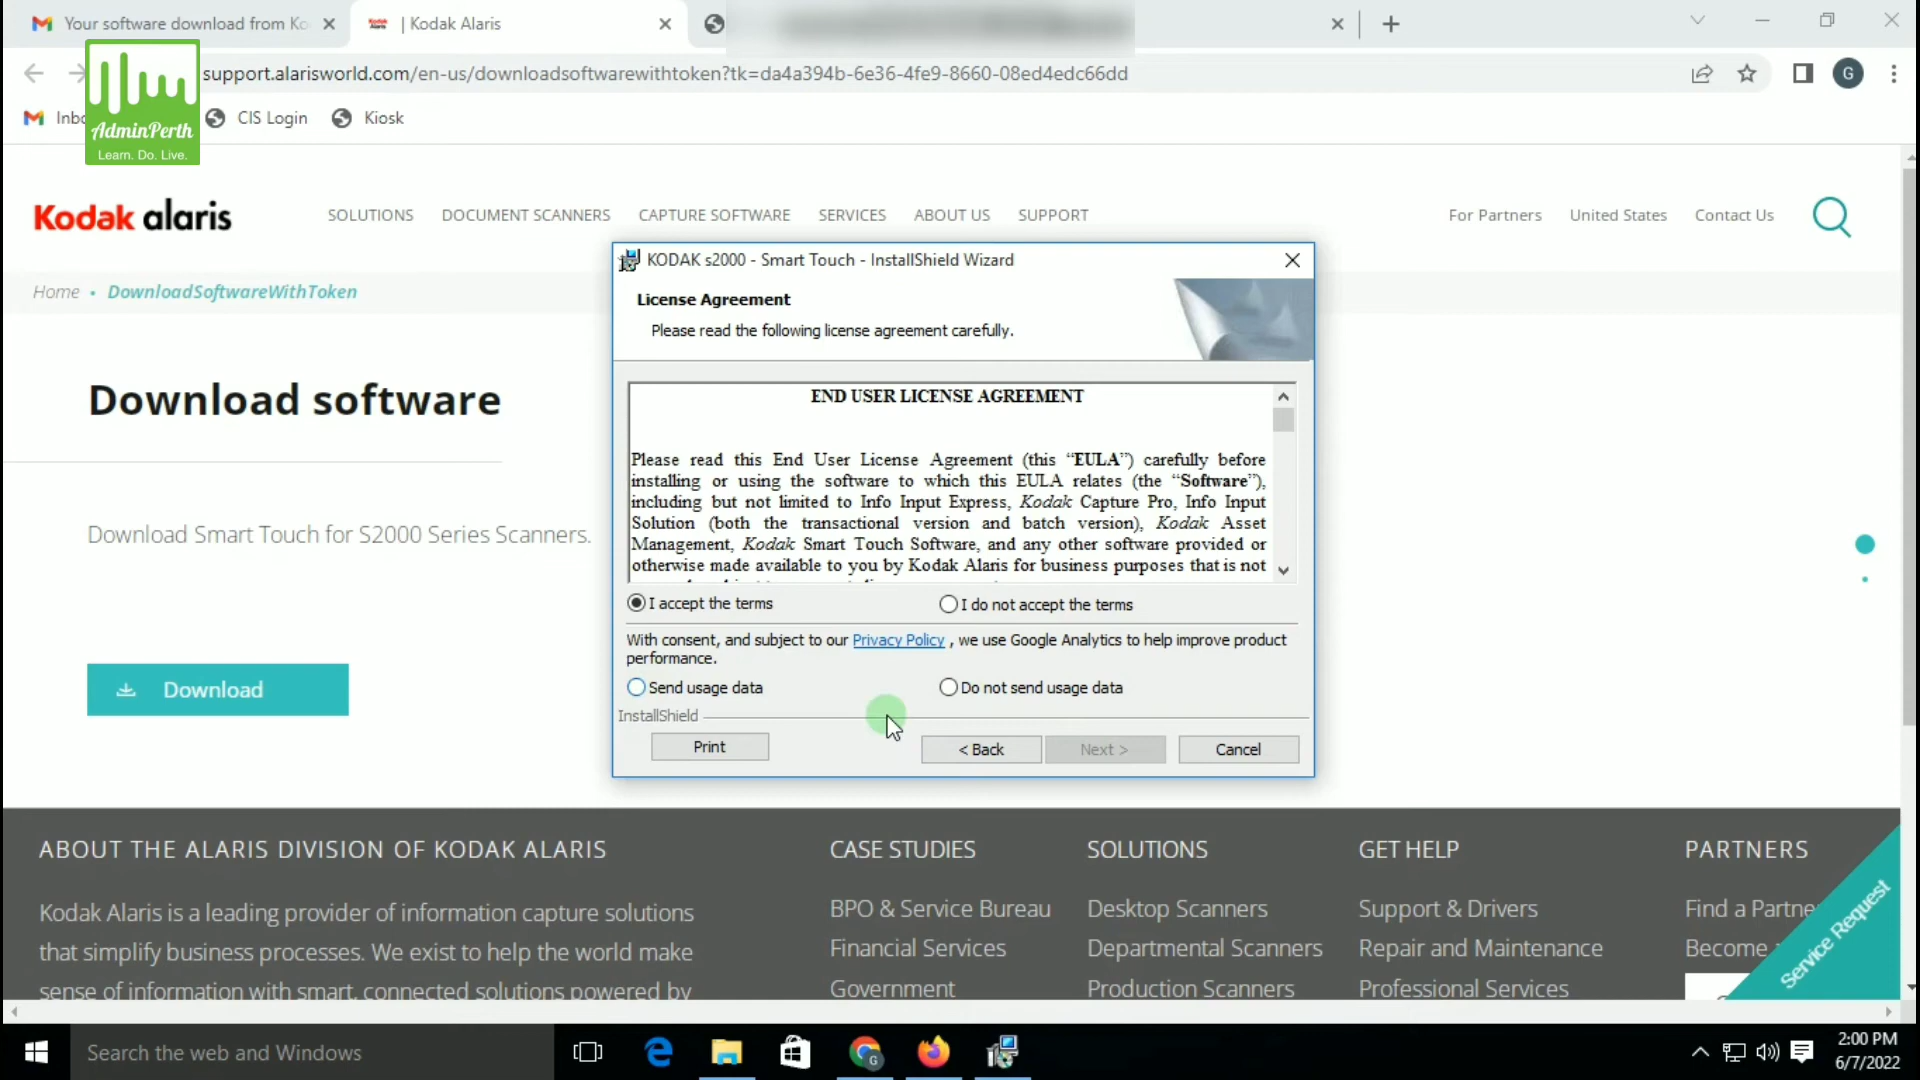 Your software download from Ko
| Kodak Alaris
support.alarisworld.com/en-us/downloadsoftwarewithtoken?tk=da4a394b-6e36-4fe9-8660-08ed4edc66dd
G
AdminPerth
Learn. Do. Live.
CIS Login
Kiosk
Kodak alaris
SOLUTIONS
DOCUMENT SCANNERS
CAPTURE SOFTWARE
SERVICES
ABOUT US
SUPPORT
For Partners
United States
Contact Us
Home • DownloadSoftwareWithToken
Download software
Download Smart Touch for S2000 Series Scanners.
Download
KODAK s2000 - Smart Touch - InstallShield Wizard
License Agreement
Please read the following license agreement carefully.
END USER LICENSE AGREEMENT
Please read this End User License Agreement (this “EULA”) carefully before
installing or using the software to which this EULA relates (the “Software”),
including but not limited to Info Input Express, Kodak Capture Pro, Info Input
Solution (both the transactional version and batch version), Kodak Asset
Management, Kodak Smart Touch Software, and any other software provided or
otherwise made available to you by Kodak Alaris for business purposes that is not
I accept the terms
I do not accept the terms
With consent, and subject to our Privacy Policy , we use Google Analytics to help improve product
performance.
Send usage data
Do not send usage data
InstallShield
Print
< Back
Next >
Cancel
ABOUT THE ALARIS DIVISION OF KODAK ALARIS
Kodak Alaris is a leading provider of information capture solutions
that simplify business processes. We exist to help the world make
sense of information with smart, connected solutions powered by
CASE STUDIES
BPO & Service Bureau
Financial Services
Government
SOLUTIONS
Desktop Scanners
Departmental Scanners
Production Scanners
GET HELP
Support & Drivers
Repair and Maintenance
Professional Services
PARTNERS
Find a Partne
Become
Service Request
Search the web and Windows
2:00 PM
6/7/2022